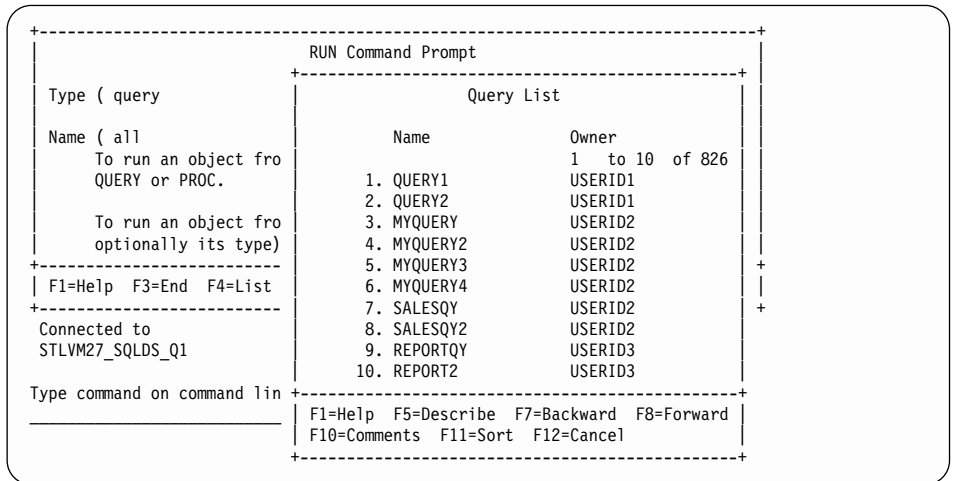 RUN Command Prompt
Type ( query
Name ( all
To run an object fro
QUERY or PROC.
To run an object fro
optionally its type)
F1=Help F3=End F4=List
Connected to
STLVM27_SQLDS_Q1
Type command on command lin
Query List
Name Owner
1 to 10 of 826
1. QUERY1 USERID1
2. QUERY2 USERID1
3. MYQUERY USERID2
4. MYQUERY2 USERID2
5. MYQUERY3 USERID2
6. MYQUERY4 USERID2
7. SALESQY USERID2
8. SALESQY2 USERID2
9. REPORTQY USERID3
10. REPORT2 USERID3
F1=Help F5=Describe F7=Backward F8=Forward
F10=Comments F11=Sort F12=Cancel